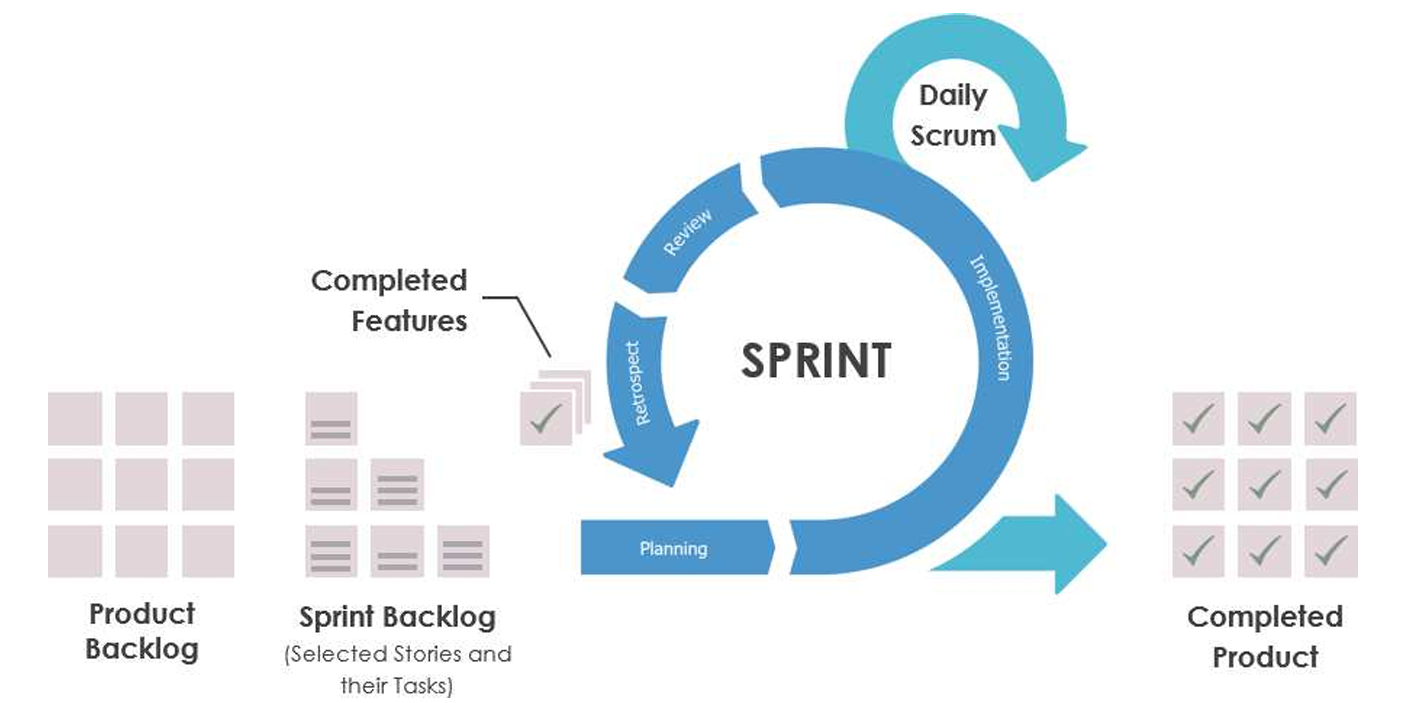 Daily
Scrum
Review
Implementation
Completed
Features
SPRINT
Retrospect
Planning
Product
Backlog
Sprint Backlog
(Selected Stories and
their Tasks)
Completed
Product